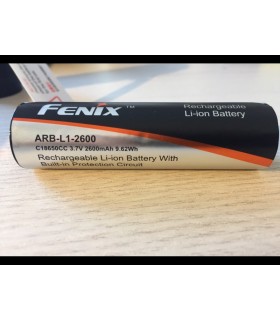 FENIX™
Rechargeable
Li-ion Battery
ARB-L1-2600
C18650CC 3.7V 2600mAh 9.62Wh
Rechargeable Li-ion Battery With
Built-in Protection Circuit